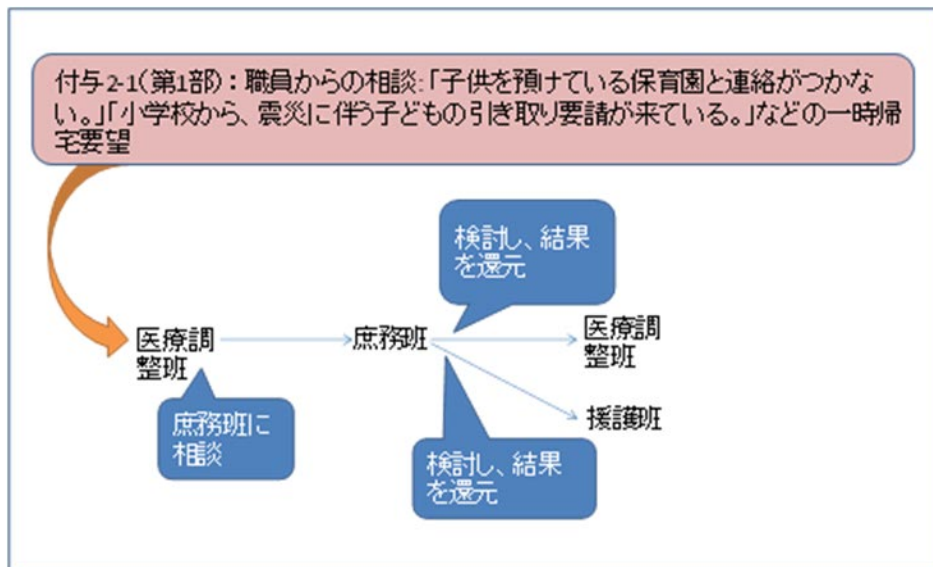 付与2-1(第1部)：職員からの相談:「子供を預けている保育園と連絡がつかな
い。」「小学校から、震災に伴う子どもの引き取り要請が来ている。」などの一時帰
宅要望
検討し、結果
を還元
医療調
整班
庶務班
医療調
整班
庶務班に
相談
援護班
検討し、結果
を還元